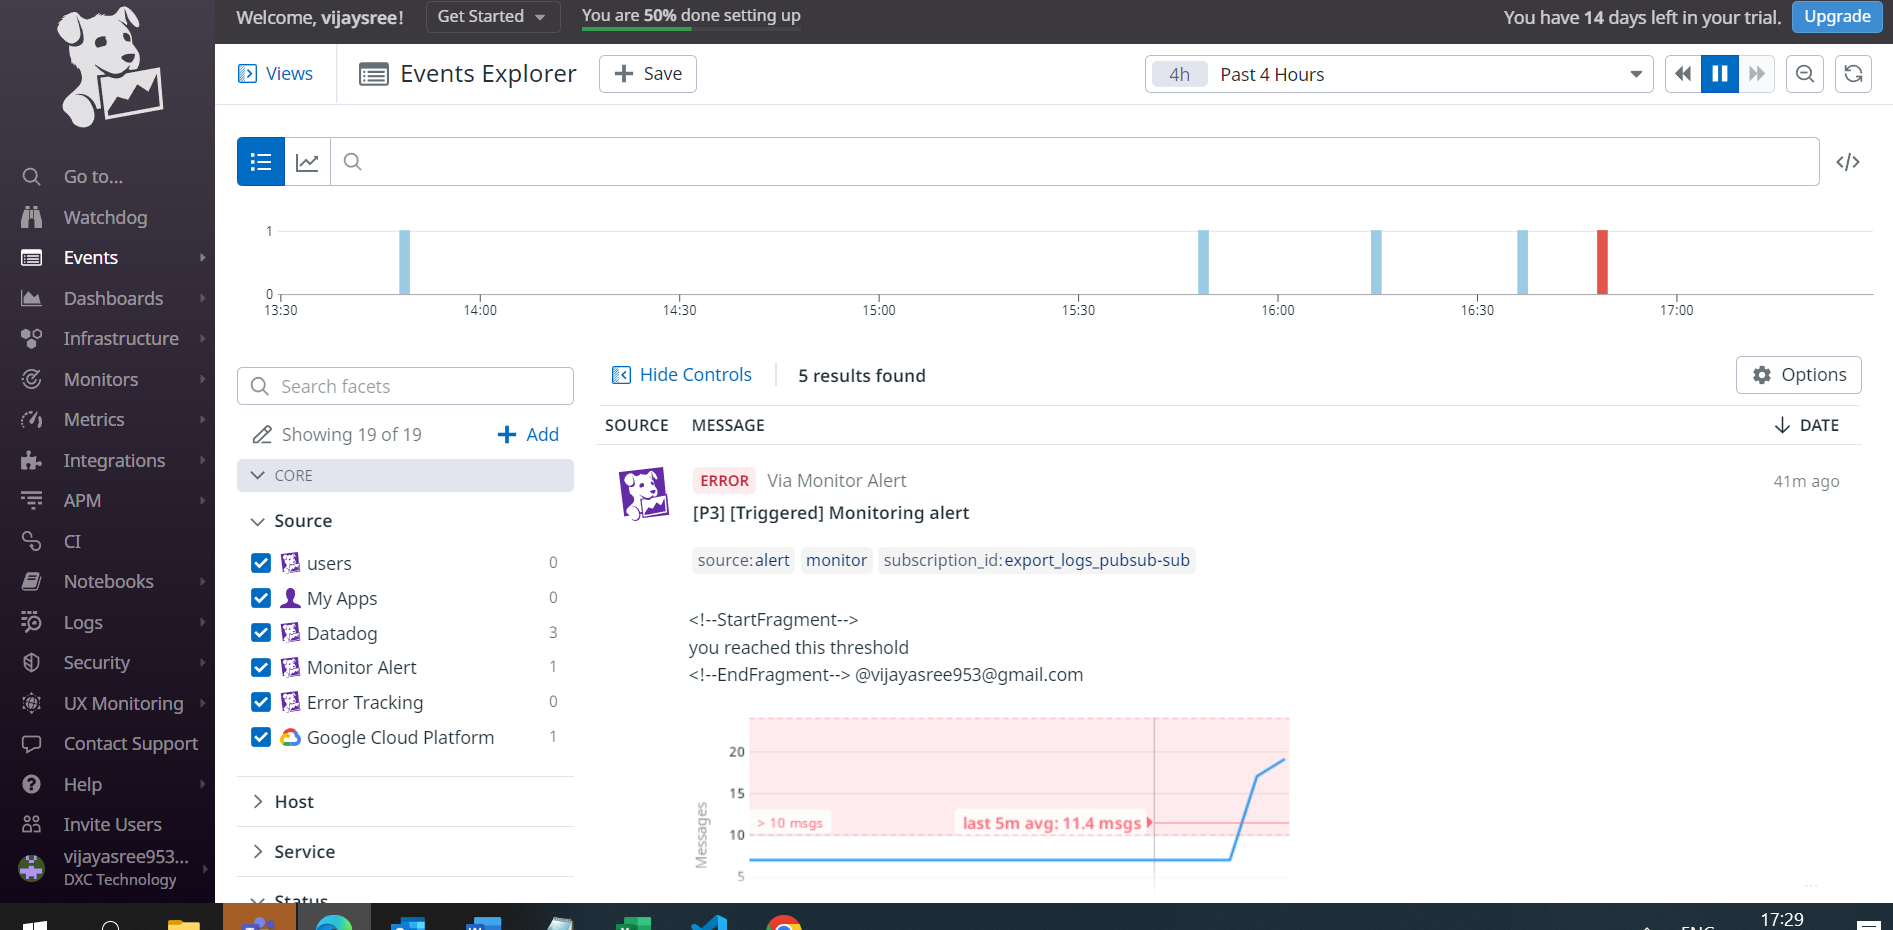 Welcome, vijaysree!
Get Started
You are 50% done setting up
You have 14 days left in your trial.
Upgrade
Go to...
Watchdog
Events
Dashboards
Infrastructure
Monitors
Metrics
Integrations
APM
CI
Notebooks
Logs
Security
UX Monitoring
Contact Support
Help
Invite Users
vijayasree953...
DXC Technology
Views
Events Explorer
Save
4h Past 4 Hours
</>
1
0
13:30 14:00 14:30 15:00 15:30 16:00 16:30 17:00
Search facets
Showing 19 of 19
Add
CORE
Source
users 0
My Apps 0
Datadog 3
Monitor Alert 1
Error Tracking 0
Google Cloud Platform 1
Host
Service
Status
Hide Controls
5 results found
Options
SOURCE MESSAGE DATE
ERROR Via Monitor Alert 41m ago
[P3] [Triggered] Monitoring alert
source:alert monitor subscription_id:export_logs_pubsub-sub
<!--StartFragment-->
you reached this threshold
<!--EndFragment--> @vijayasree953@gmail.com
Messages
20
15
10
5
> 10 msgs
last 5m avg: 11.4 msgs
...
ENG
17:29